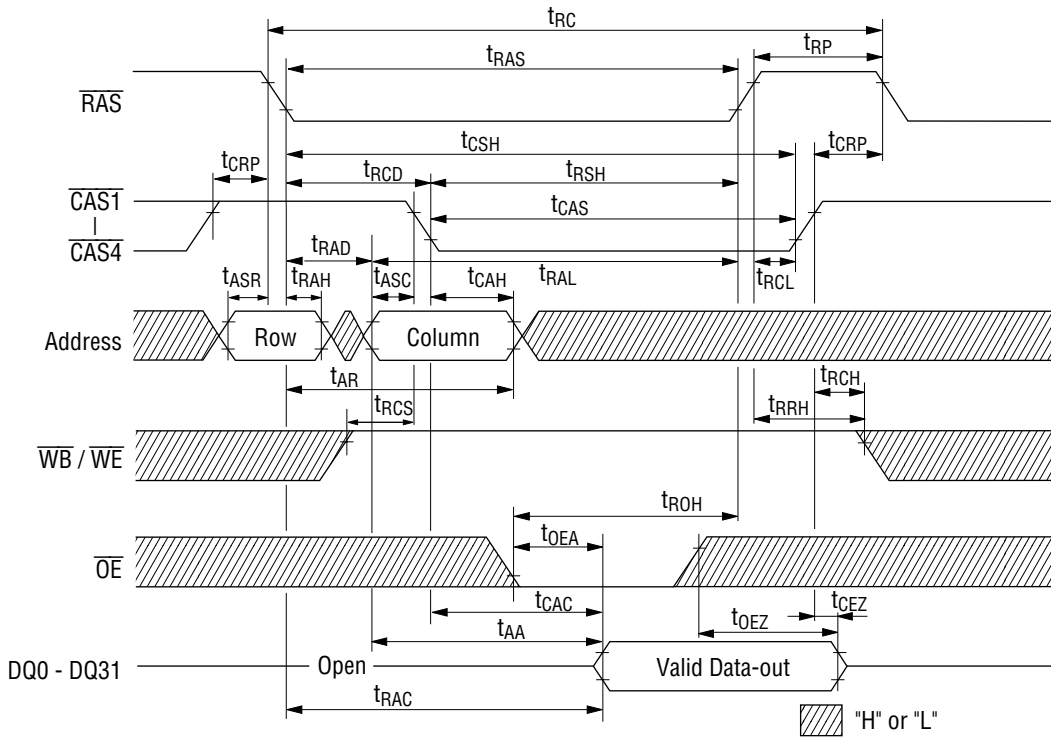 tRC
tRP
tRAS
RAS
tCSH
tCRP
tCRP
tRCD
tRSH
CAS1
tCAS
CAS4
tRAD
tRAL
tRCL
tASR
tRAH
tASC
tCAH
Address
Row
Column
tAR
tRCH
tRCS
tRRH
WB / WE
tROH
tOEA
OE
tCAC
tCEZ
tOEZ
tAA
DQ0 - DQ31
Open
Valid Data-out
tRAC
"H" or "L"